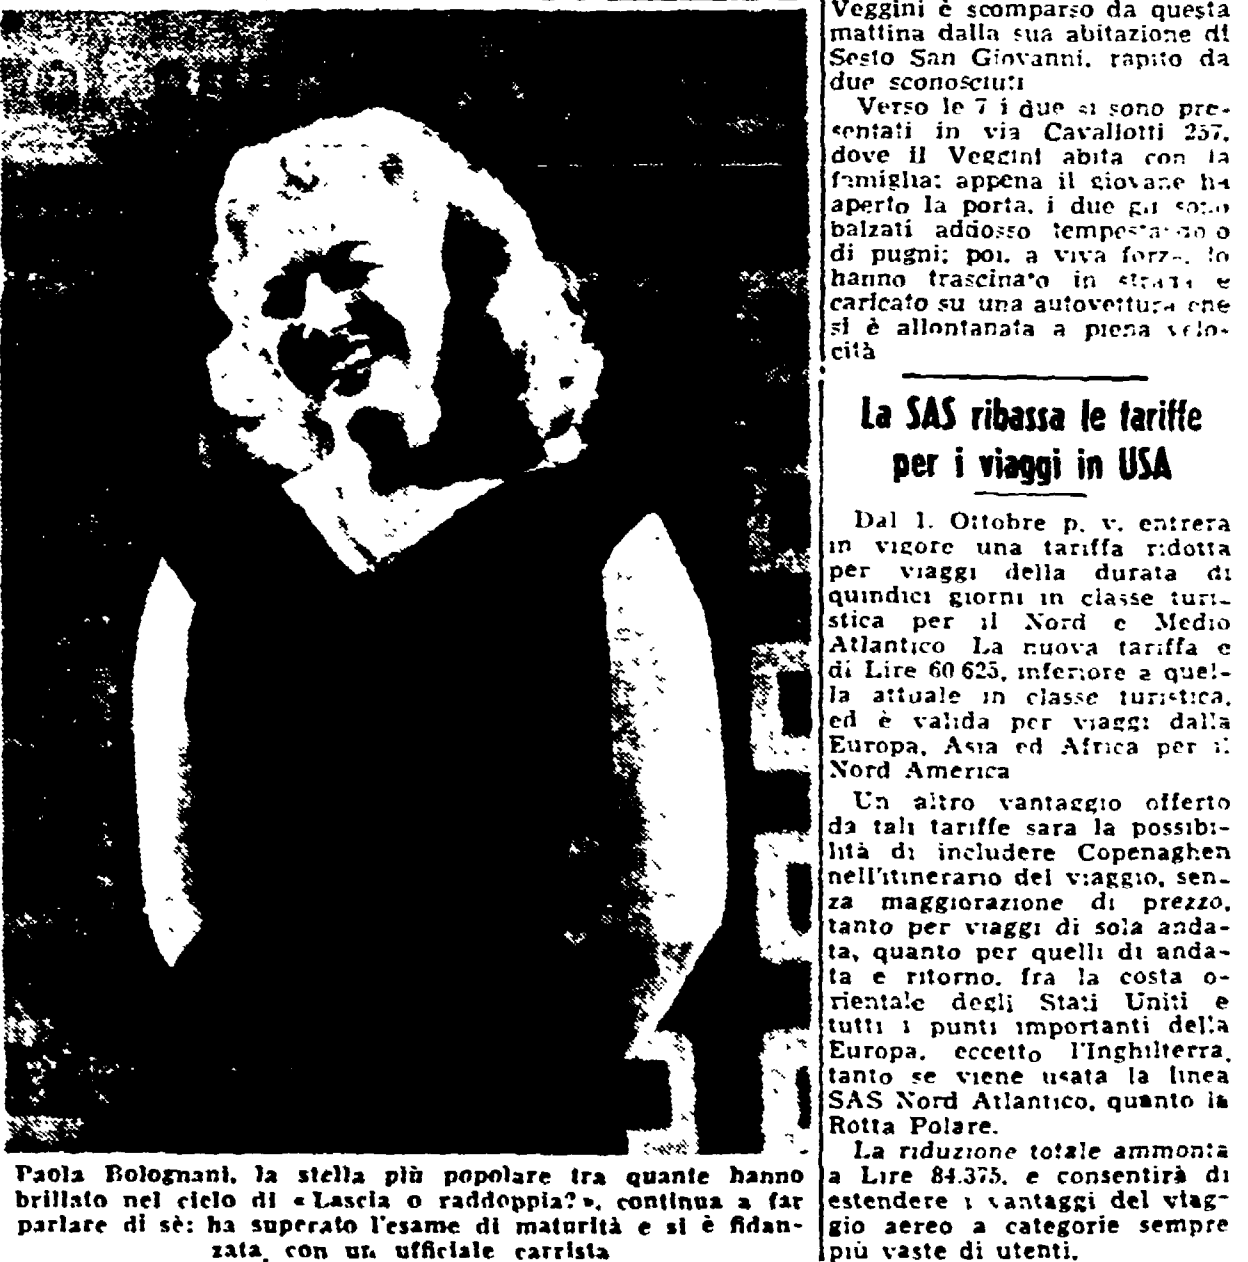 Paola Bolognani, la stella più popolare tra quante hanno
brillato nel ciclo di «Lascia o raddoppia?», continua a far
parlare di sè: ha superato l'esame di maturità e si è fidan-
zata con un ufficiale carrista
Veggini è scomparso da questa
mattina dalla sua abitazione di
Sesto San Giovanni, rapito da
due sconosciuti
Verso le 7 i due si sono pre-
sentati in via Cavallotti 257,
dove il Veggini abita con la
famiglia: appena il giovane ha
aperto la porta, i due gli sono
balzati addosso tempestandolo
di pugni; poi, a viva forza, lo
hanno trascinato in strada e
caricato su una autovettura che
si è allontanata a piena velo-
cità
La SAS ribassa le tariffe
per i viaggi in USA
Dal 1. Ottobre p. v. entrera
in vigore una tariffa ridotta
per viaggi della durata di
quindici giorni in classe turi-
stica per il Nord e Medio
Atlantico La nuova tariffa e
di Lire 60 625, inferiore a quel-
la attuale in classe turistica,
ed è valida per viaggi dalla
Europa, Asia ed Africa per il
Nord America
Un altro vantaggio offerto
da tali tariffe sara la possibi-
lità di includere Copenaghen
nell'itinerario del viaggio, sen-
za maggiorazione di prezzo,
tanto per viaggi di sola anda-
ta, quanto per quelli di anda-
ta e ritorno, fra la costa o-
rientale degli Stati Uniti e
tutti i punti importanti della
Europa, eccetto l'Inghilterra,
tanto se viene usata la linea
SAS Nord Atlantico, quanto la
Rotta Polare.
La riduzione totale ammonta
a Lire 84.375, e consentirà di
estendere i vantaggi del viag-
gio aereo a categorie sempre
più vaste di utenti.